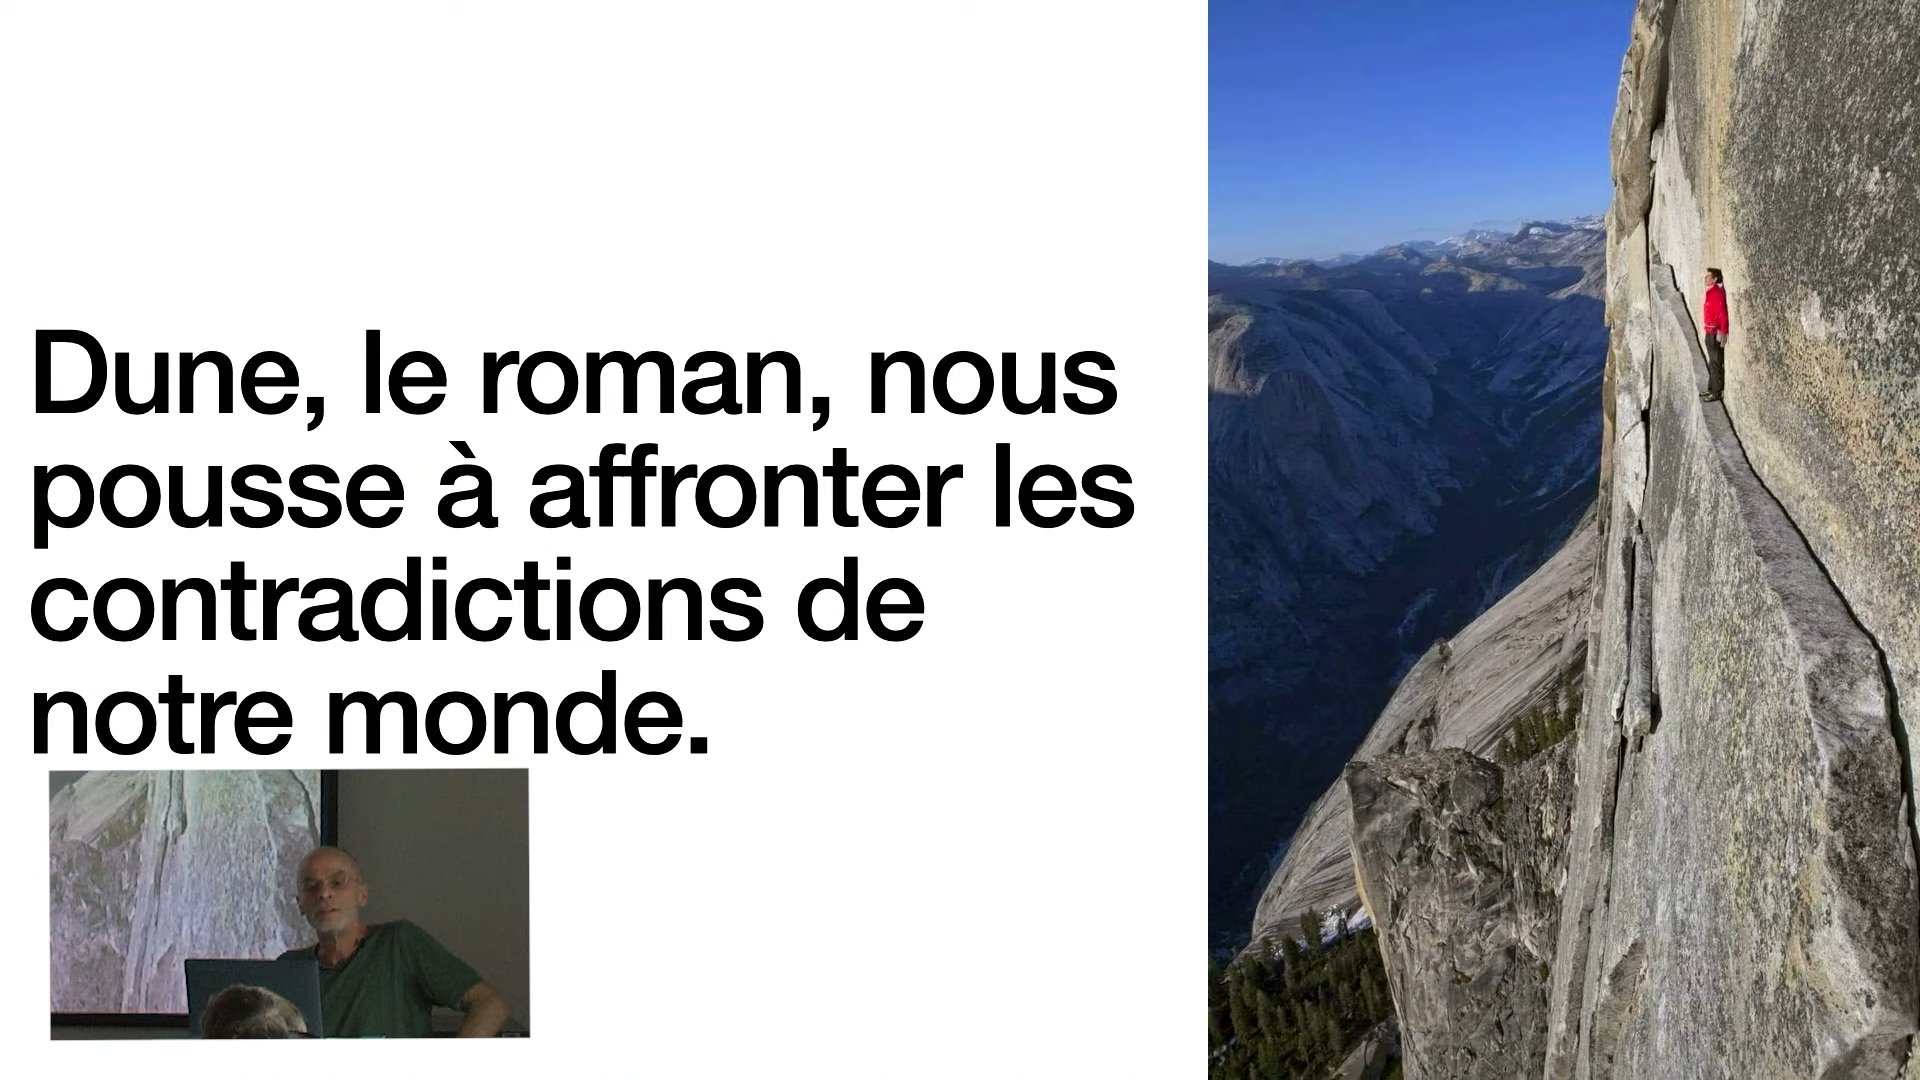 Dune, le roman, nous
pousse à affronter les
contradictions de
notre monde.